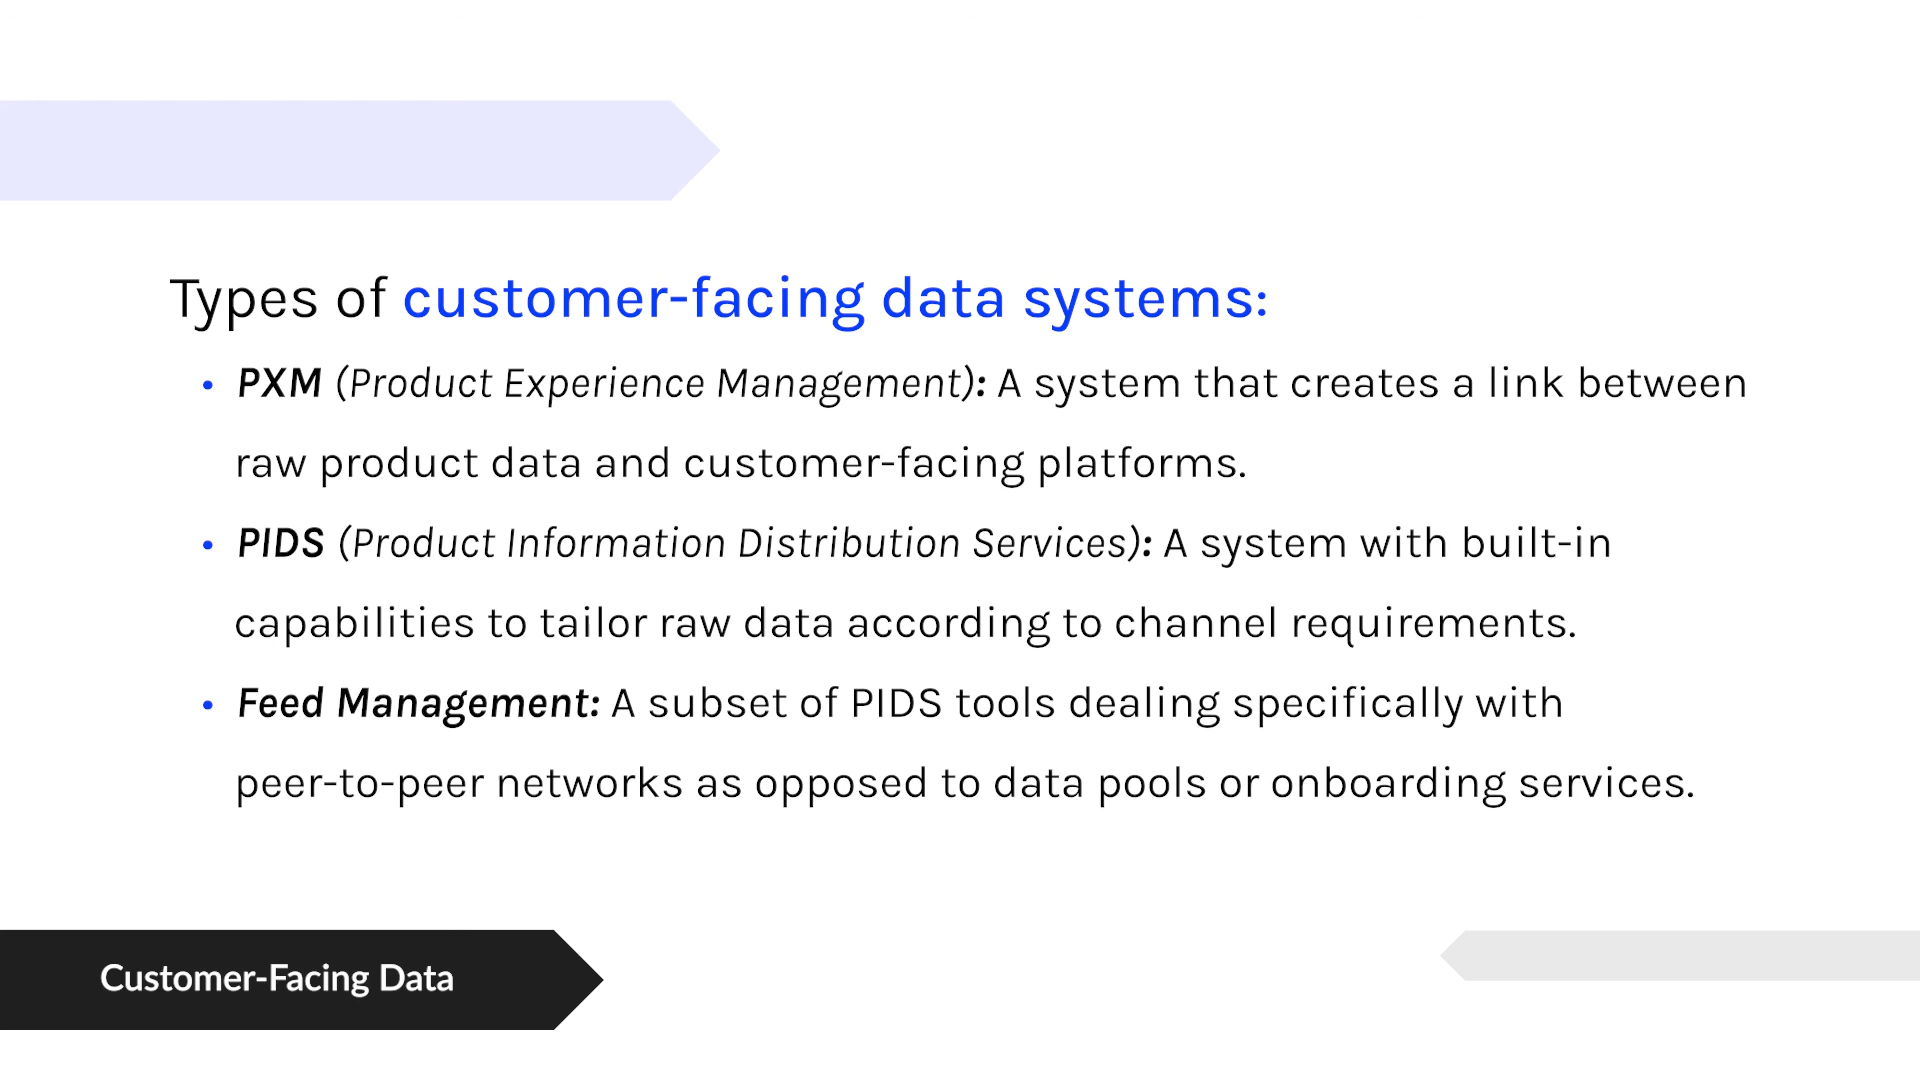 Types of customer-facing data systems:
• PXM (Product Experience Management): A system that creates a link between
raw product data and customer-facing platforms.
• PIDS (Product Information Distribution Services): A system with built-in
capabilities to tailor raw data according to channel requirements.
• Feed Management: A subset of PIDS tools dealing specifically with
peer-to-peer networks as opposed to data pools or onboarding services.
Customer-Facing Data